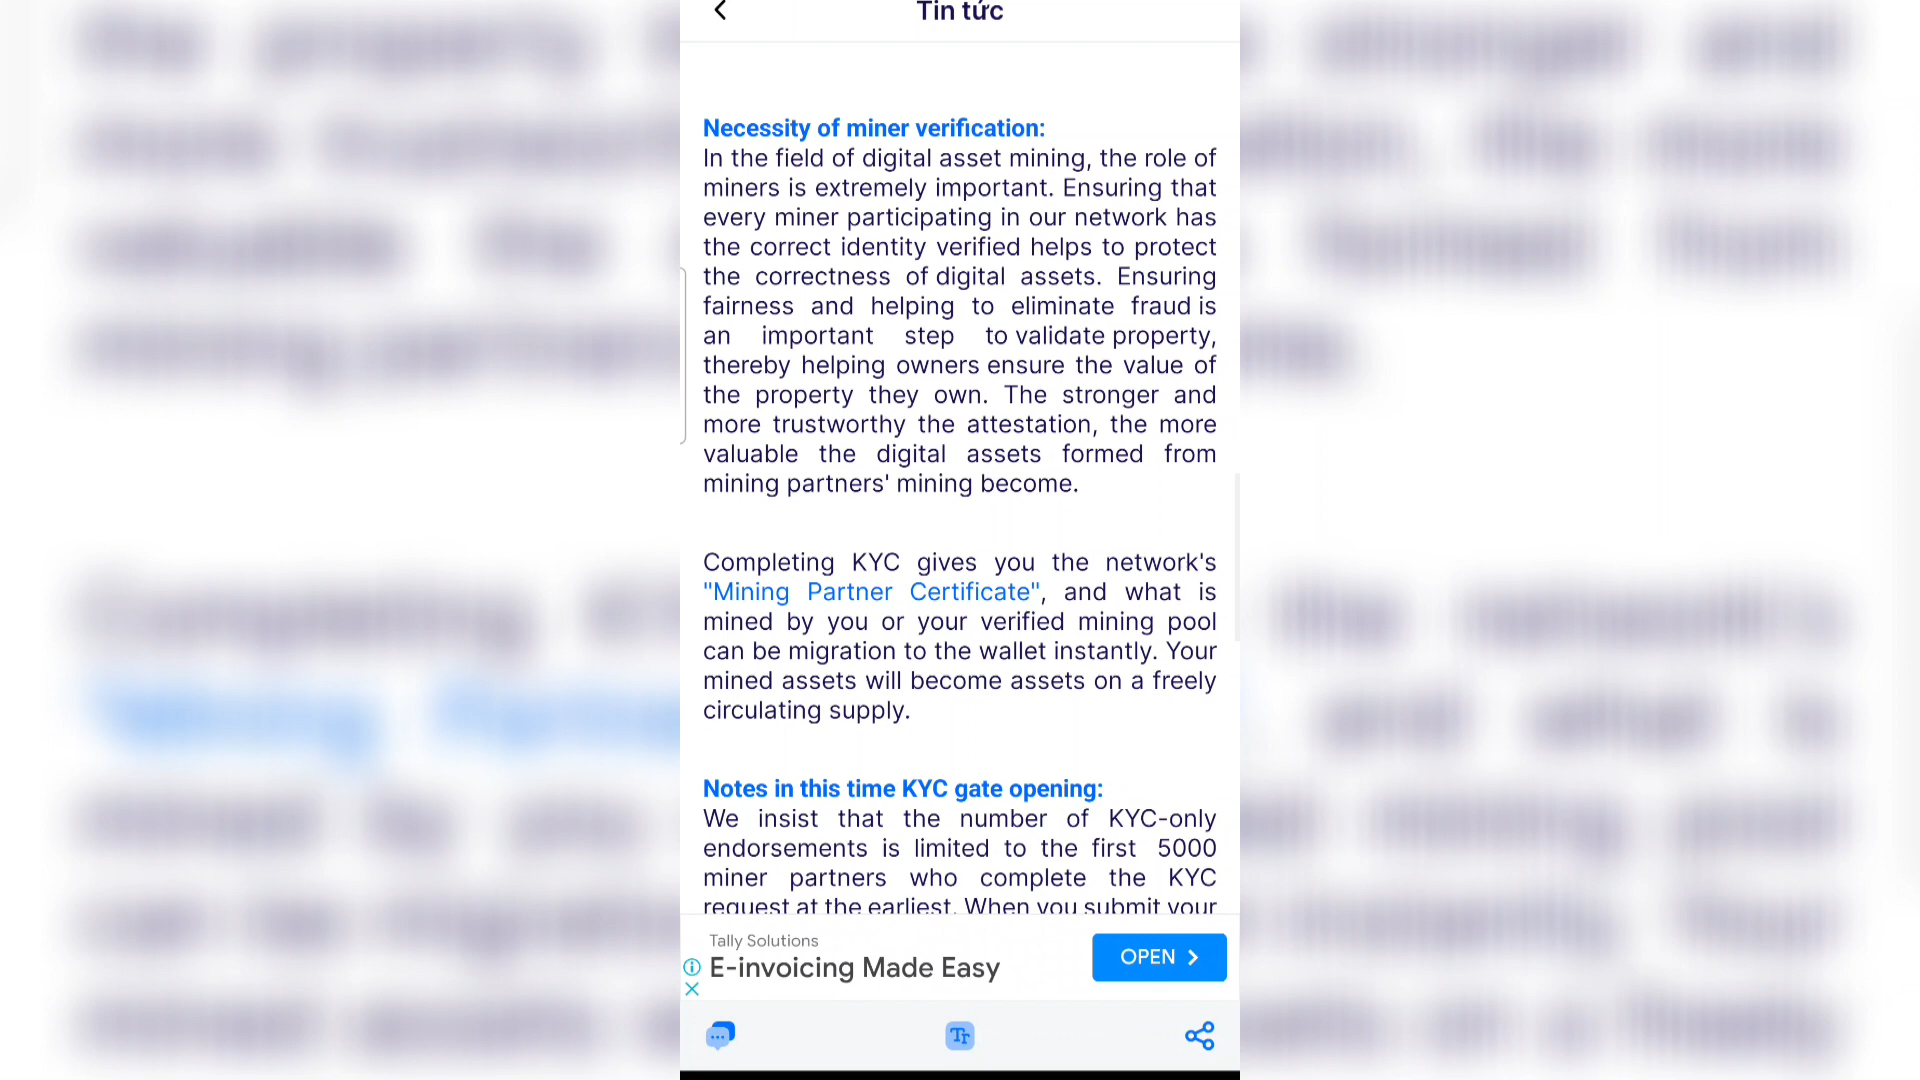 Tin tức
Necessity of miner verification:
In the field of digital asset mining, the role of
miners is extremely important. Ensuring that
every miner participating in our network has
the correct identity verified helps to protect
the correctness of digital assets. Ensuring
fairness and helping to eliminate fraud is
an important step to validate property,
thereby helping owners ensure the value of
the property they own. The stronger and
more trustworthy the attestation, the more
valuable the digital assets formed from
mining partners' mining become.
Completing KYC gives you the network's
"Mining Partner Certificate", and what is
mined by you or your verified mining pool
can be migration to the wallet instantly. Your
mined assets will become assets on a freely
circulating supply.
Notes in this time KYC gate opening:
We insist that the number of KYC-only
endorsements is limited to the first 5000
miner partners who complete the KYC
request at the earliest. When you submit your
Tally Solutions
E-invoicing Made Easy
OPEN
Tr